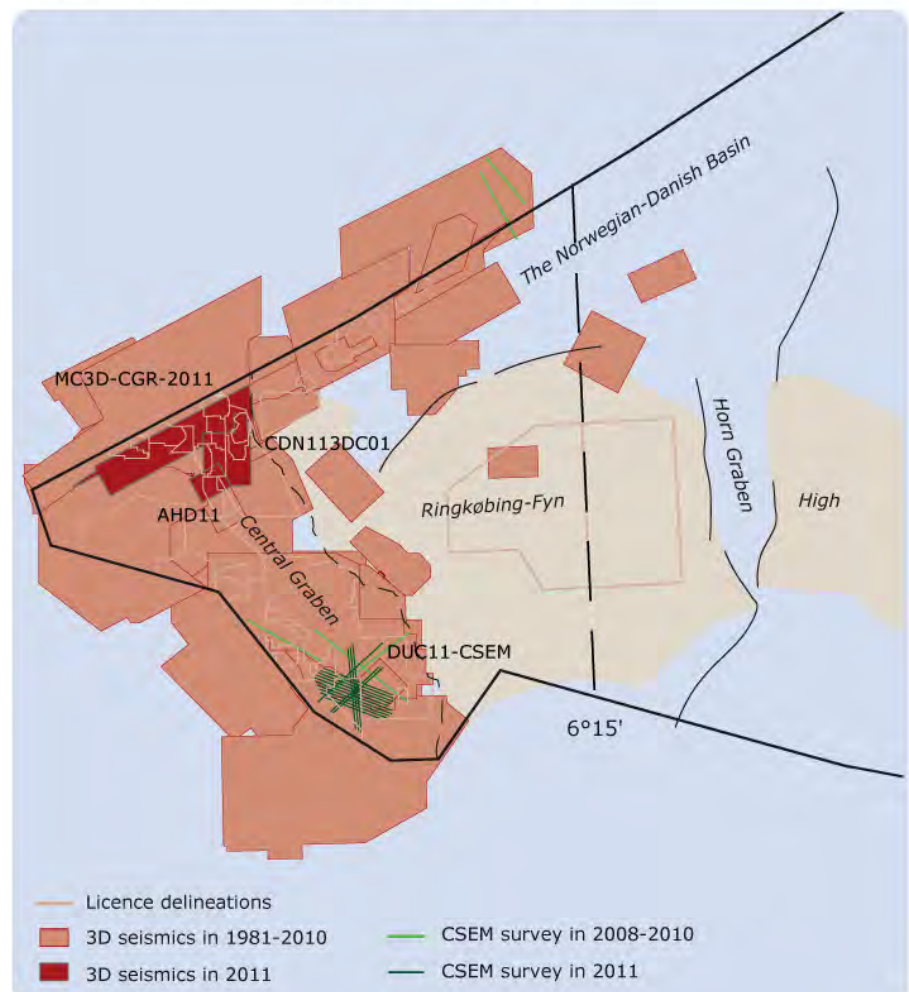 The Norwegian-Danish Basin
MC3D-CGR-2011
CDN113DC01
AHD11
Central Graben
Ringkøbing-Fyn
Horn Graben
High
DUC11-CSEM
6°15'
Licence delineations
3D seismics in 1981-2010
3D seismics in 2011
CSEM survey in 2008-2010
CSEM survey in 2011